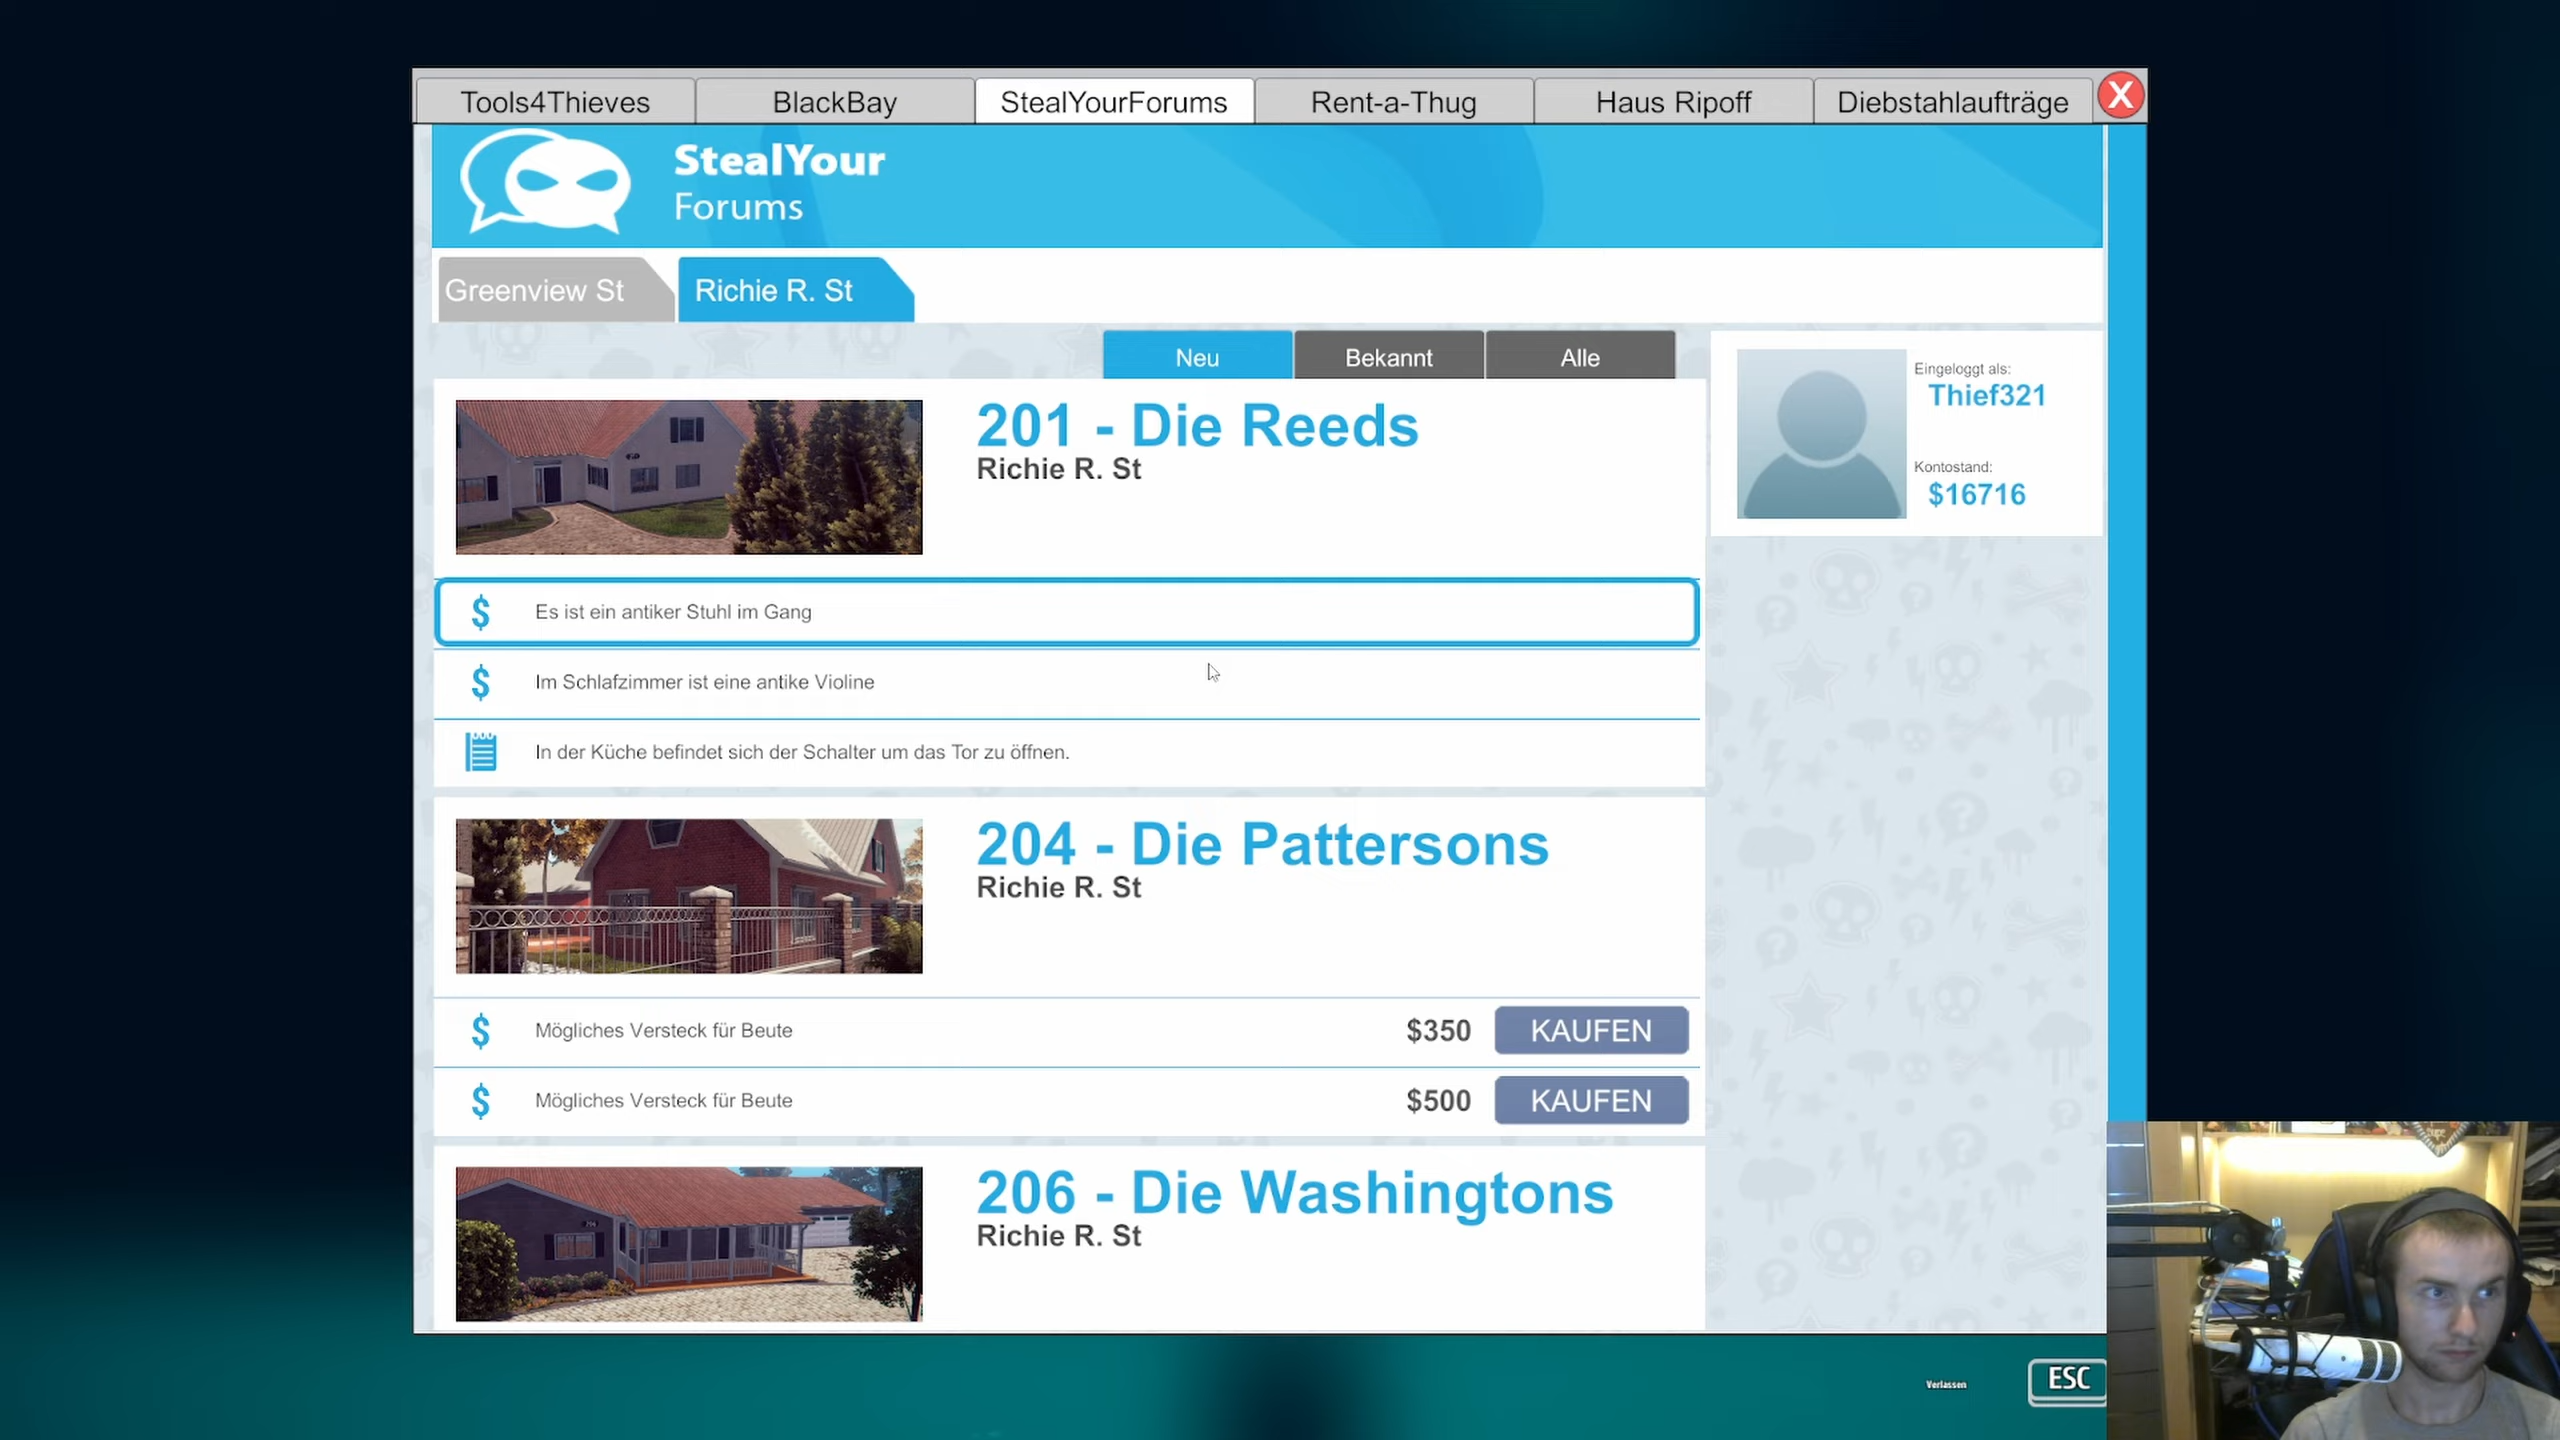 Tools4Thieves
BlackBay
StealYourForums
Rent-a-Thug
Haus Ripoff
Diebstahlaufträge
X
StealYour
Forums
Greenview St
Richie R. St
Neu
Bekannt
Alle
Eingeloggt als:
Thief321
Kontostand:
$16716
201 - Die Reeds
Richie R. St
$ Es ist ein antiker Stuhl im Gang
$ Im Schlafzimmer ist eine antike Violine
In der Küche befindet sich der Schalter um das Tor zu öffnen.
204 - Die Pattersons
Richie R. St
$ Mögliches Versteck für Beute $350 KAUFEN
$ Mögliches Versteck für Beute $500 KAUFEN
206 - Die Washingtons
Richie R. St
Verlassen
ESC